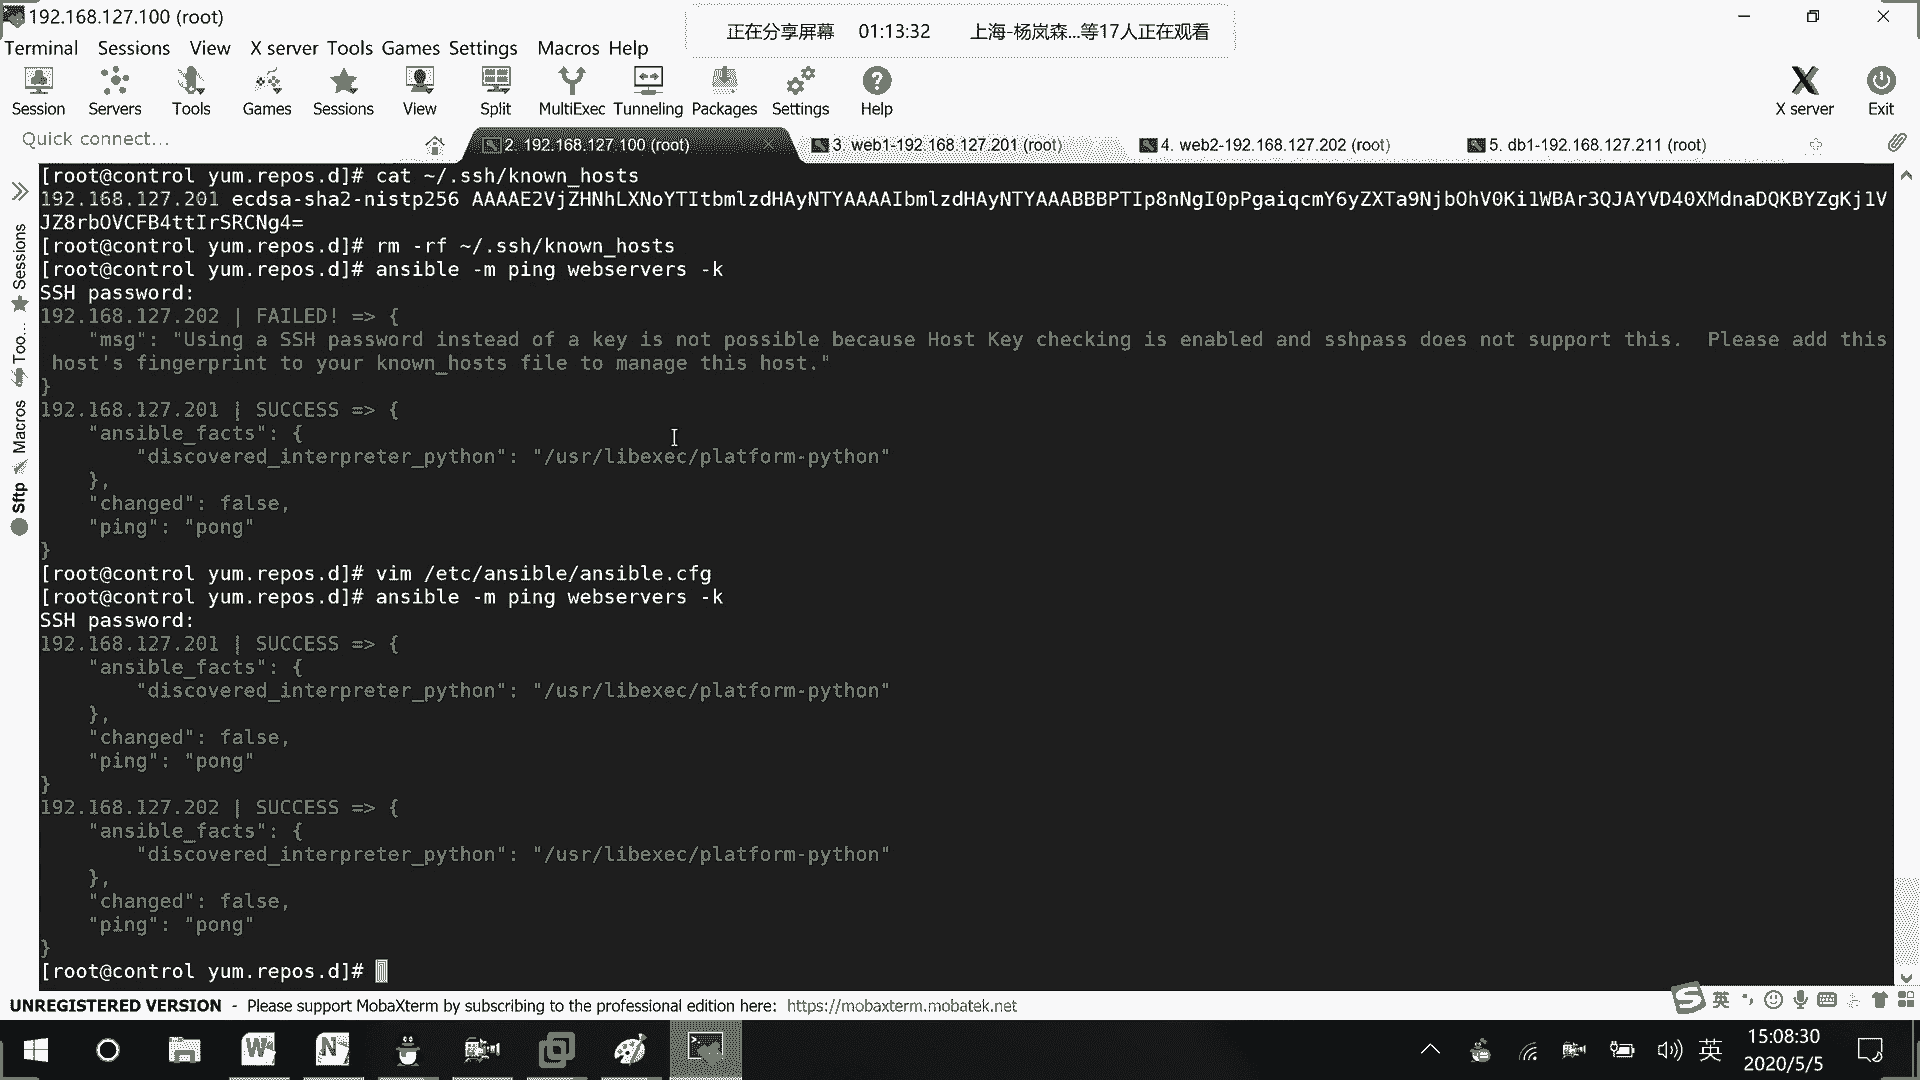 192.168.127.100 (root)
正在分享屏幕 01:13:32 上海-杨岚森...等17人正在观看
Terminal Sessions View X server Tools Games Settings Macros Help
Session Servers Tools Games Sessions View Split MultiExec Tunneling Packages Settings Help X server Exit
Quick connect...
2. 192.168.127.100 (root)
3. web1-192.168.127.201 (root)
4. web2-192.168.127.202 (root)
5. db1-192.168.127.211 (root)
Sessions
Too...
Macros
Sftp
[root@control yum.repos.d]# cat ~/.ssh/known_hosts
192.168.127.201 ecdsa-sha2-nistp256 AAAAE2VjZHNhLXNoYTItbmlzdHAyNTYAAAAIbmlzdHAyNTYAAABBBPTIp8nNgI0pPgaiqcmY6yZXTa9NjbOhV0Ki1WBAr3QJAYVD40XMdnaDQKBYZgKj1V
JZ8rbOVCFB4ttIrSRCNg4=
[root@control yum.repos.d]# rm -rf ~/.ssh/known_hosts
[root@control yum.repos.d]# ansible -m ping webservers -k
SSH password:
192.168.127.202 | FAILED! => {
"msg": "Using a SSH password instead of a key is not possible because Host Key checking is enabled and sshpass does not support this.  Please add this
host's fingerprint to your known_hosts file to manage this host."
}
192.168.127.201 | SUCCESS => {
"ansible_facts": {
"discovered_interpreter_python": "/usr/libexec/platform-python"
},
"changed": false,
"ping": "pong"
}
[root@control yum.repos.d]# vim /etc/ansible/ansible.cfg
[root@control yum.repos.d]# ansible -m ping webservers -k
SSH password:
192.168.127.201 | SUCCESS => {
"ansible_facts": {
"discovered_interpreter_python": "/usr/libexec/platform-python"
},
"changed": false,
"ping": "pong"
}
192.168.127.202 | SUCCESS => {
"ansible_facts": {
"discovered_interpreter_python": "/usr/libexec/platform-python"
},
"changed": false,
"ping": "pong"
}
[root@control yum.repos.d]#
UNREGISTERED VERSION - Please support MobaXterm by subscribing to the professional edition here: https://mobaxterm.mobatek.net
英
英
15:08:30
2020/5/5